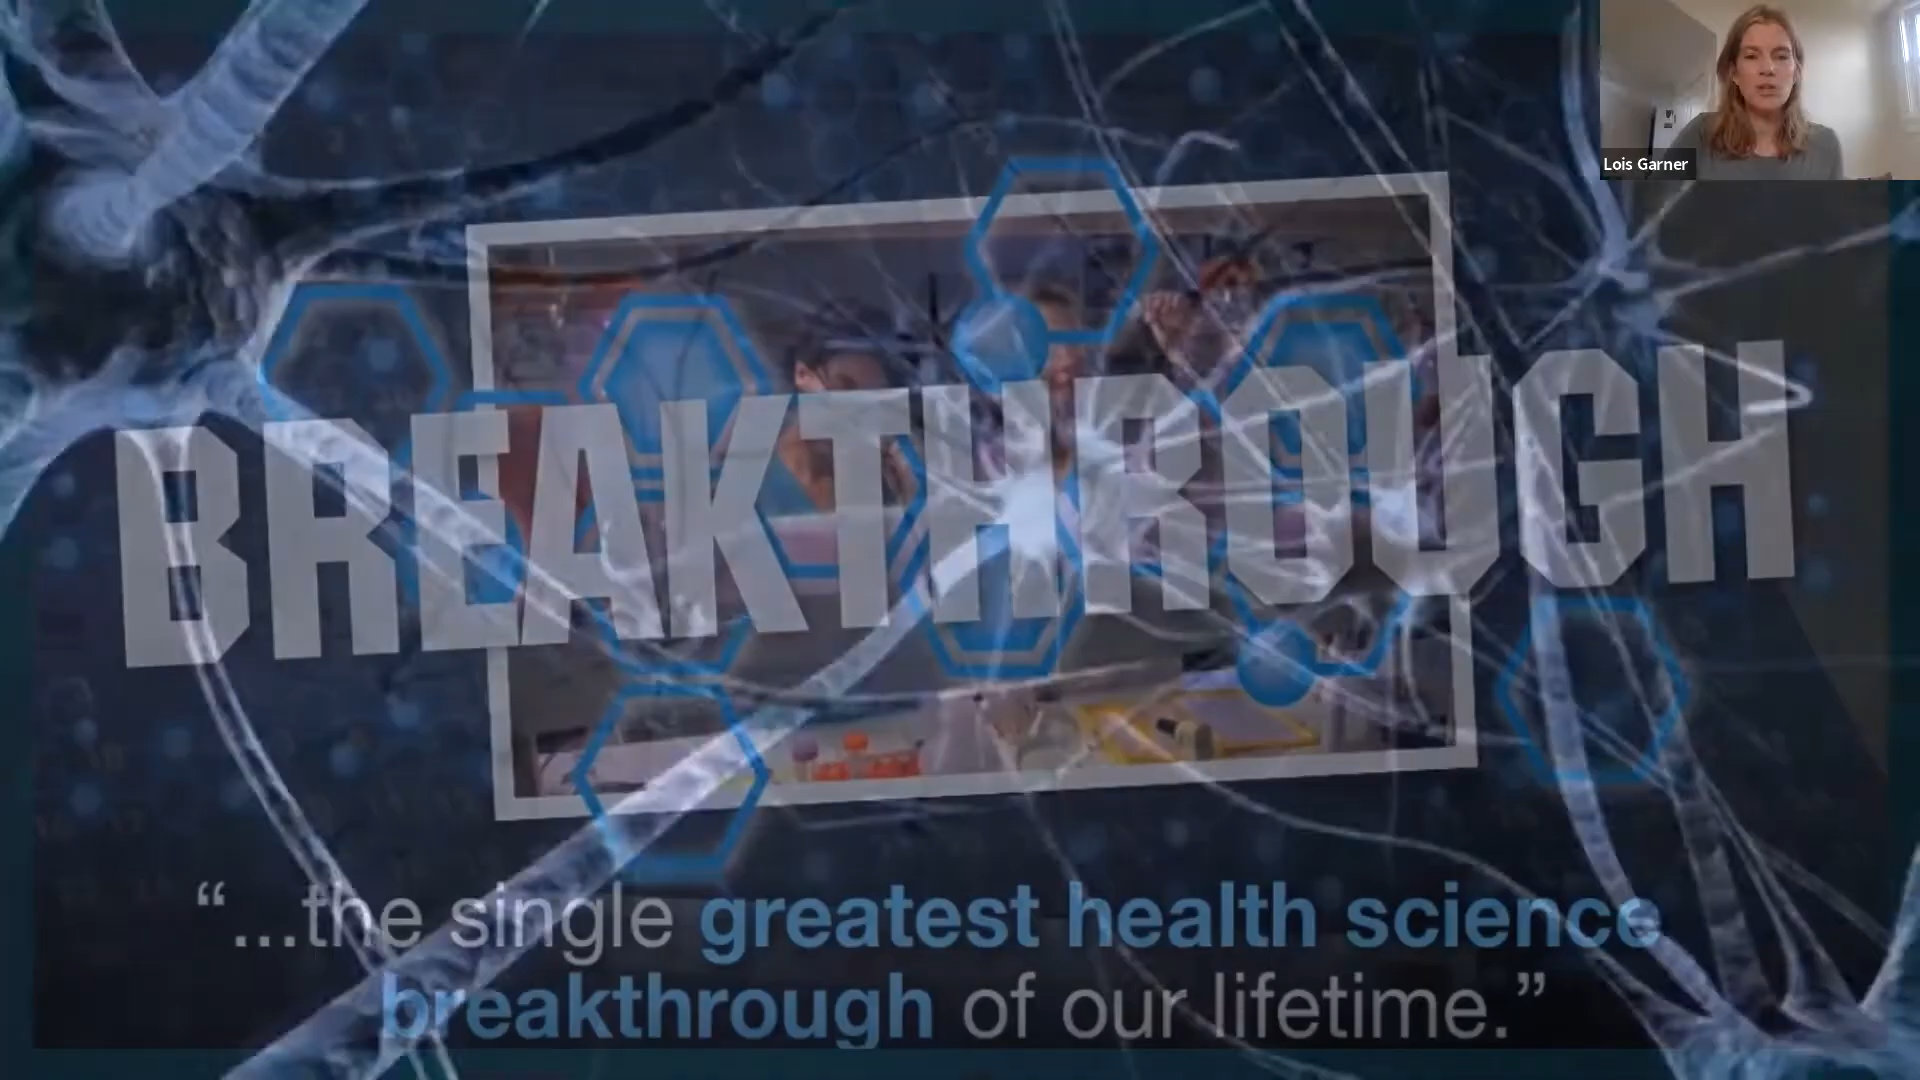 Lois Garner
BREAKTHROUGH
“...the single greatest health science
breakthrough of our lifetime.”